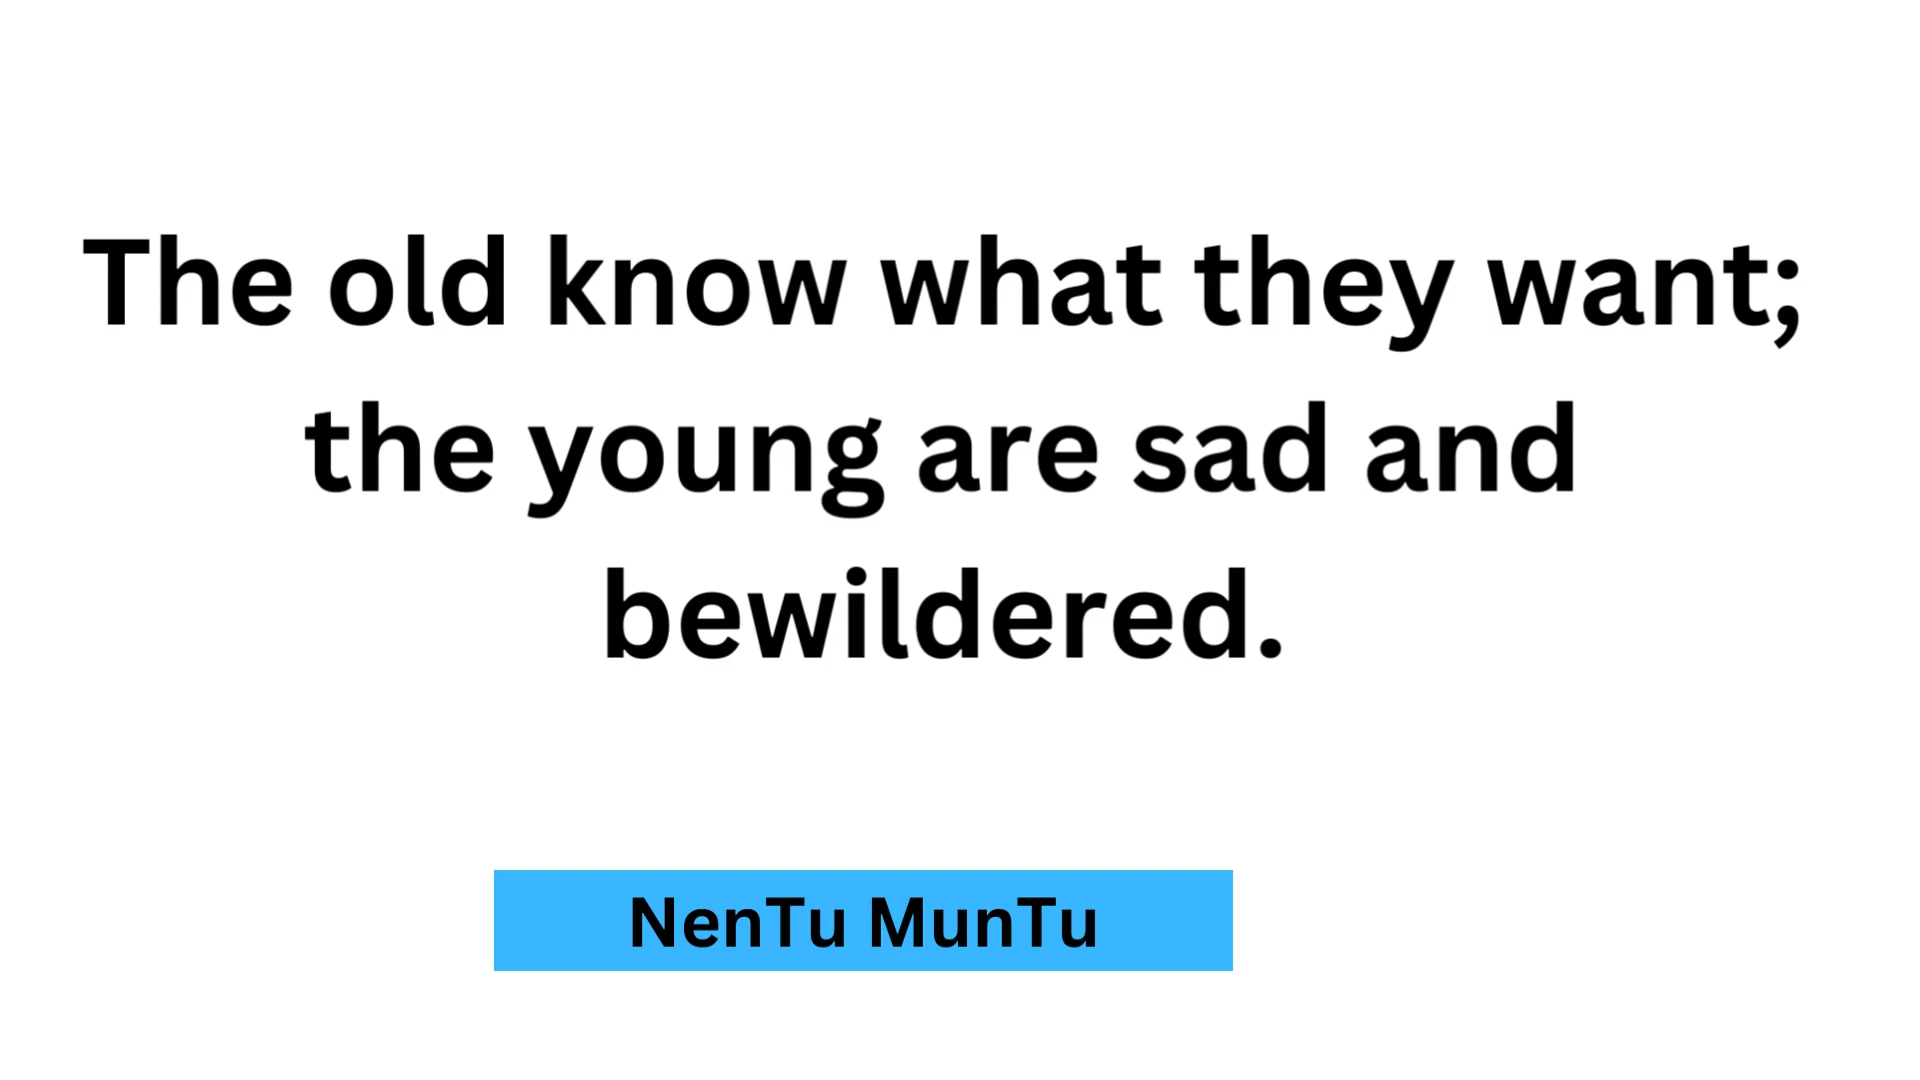 The old know what they want;
the young are sad and
bewildered.
NenTu MunTu